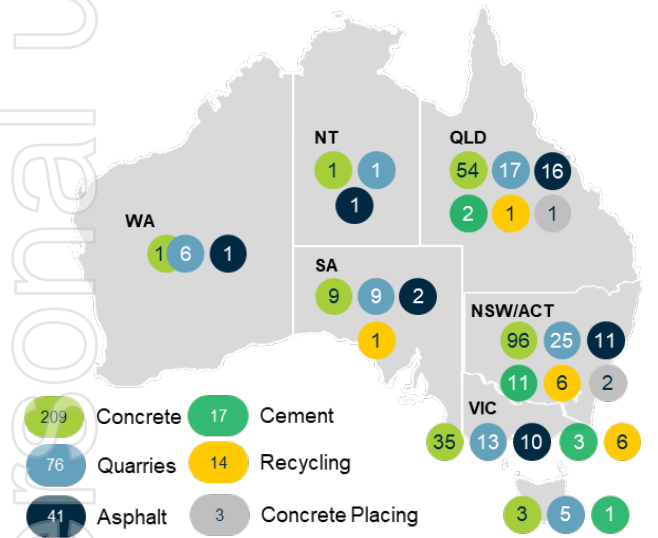 ersonal u
NT
1 1
1
QLD
54 17 16
2 1 1
WA
1 6 1
SA
9 9 2
1
NSW/ACT
96 25 11
11 6 2
VIC
35 13 10 3 6
3 5 1
209 Concrete 17 Cement
76 Quarries 14 Recycling
41 Asphalt 3 Concrete Placing